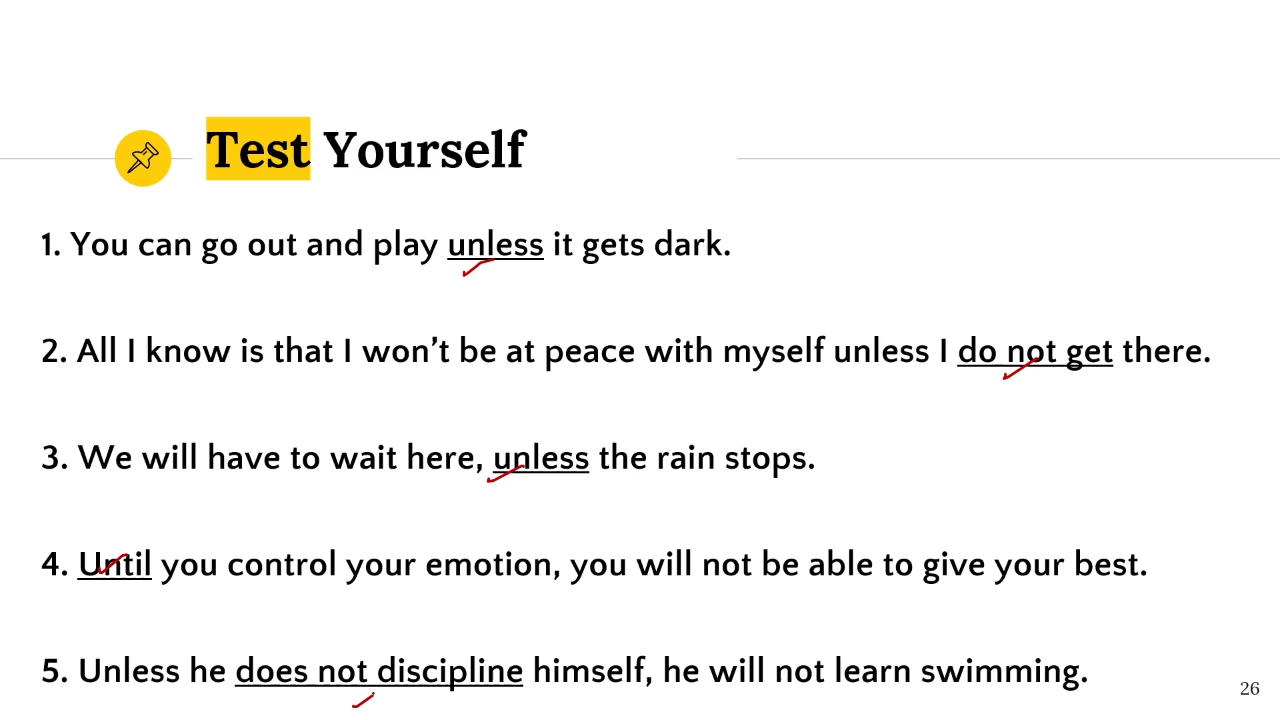 Test Yourself
1. You can go out and play unless it gets dark.
2. All I know is that I won’t be at peace with myself unless I do not get there.
3. We will have to wait here, unless the rain stops.
4. Until you control your emotion, you will not be able to give your best.
5. Unless he does not discipline himself, he will not learn swimming.
26